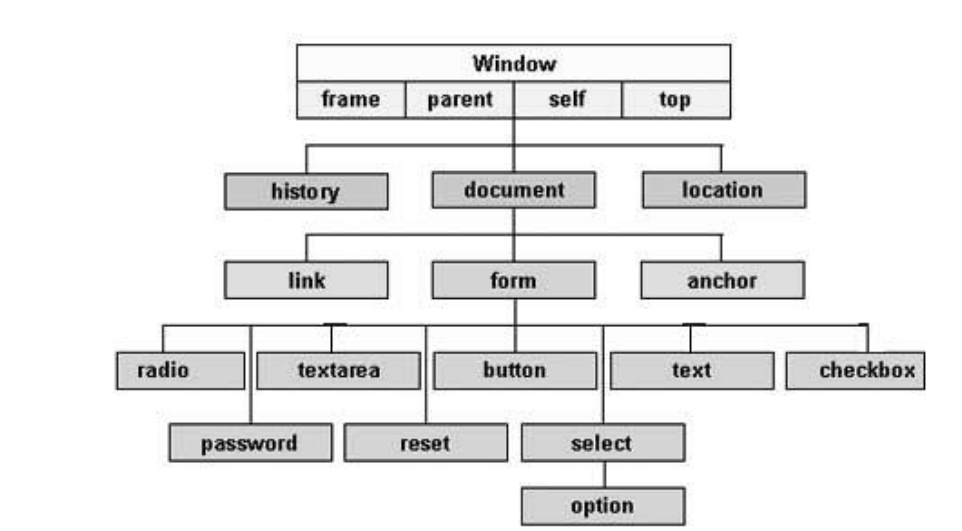 Window
frame parent self top
history document location
link form anchor
radio textarea button text checkbox
password reset select
option